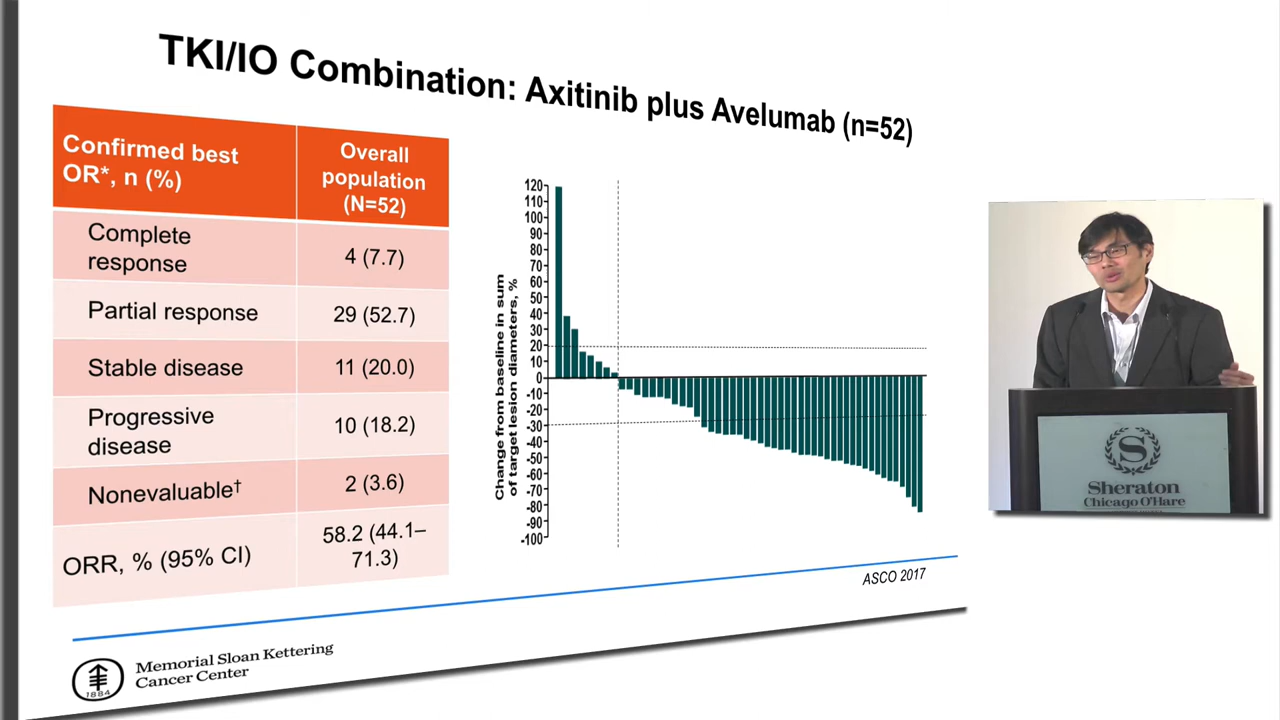 TKI/IO Combination: Axitinib plus Avelumab (n=52)
Confirmed best
OR*, n (%)
Overall
population
(N=52)
Complete
response
4 (7.7)
Partial response
29 (52.7)
Stable disease
11 (20.0)
Progressive
disease
10 (18.2)
Nonevaluable†
2 (3.6)
ORR, % (95% CI)
58.2 (44.1–
71.3)
Change from baseline in sum
of target lesion diameters, %
120
110
100
90
80
70
60
50
40
30
20
10
0
-10
-20
-30
-40
-50
-60
-70
-80
-90
-100
ASCO 2017
1884
Memorial Sloan Kettering
Cancer Center
S
Sheraton
Chicago O'Hare